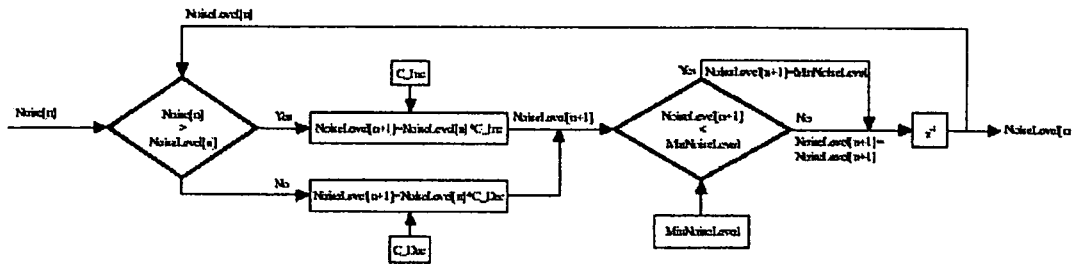 NoiseLevel[n]
C_Inc
Yes NoiseLevel[n+1]=MinNoiseLevel
Noise[n]
Noise[n]
>
NoiseLevel[n]
Yes
NoiseLevel[n+1]=NoiseLevel[n]*C_Inc
NoiseLevel[n+1]
NoiseLevel[n+1]
<
MinNoiseLevel
No
NoiseLevel[n+1]=
NoiseLevel[n+1]
z-1
NoiseLevel[n
No
NoiseLevel[n+1]=NoiseLevel[n]*C_Dec
MinNoiseLevel
C_Dec